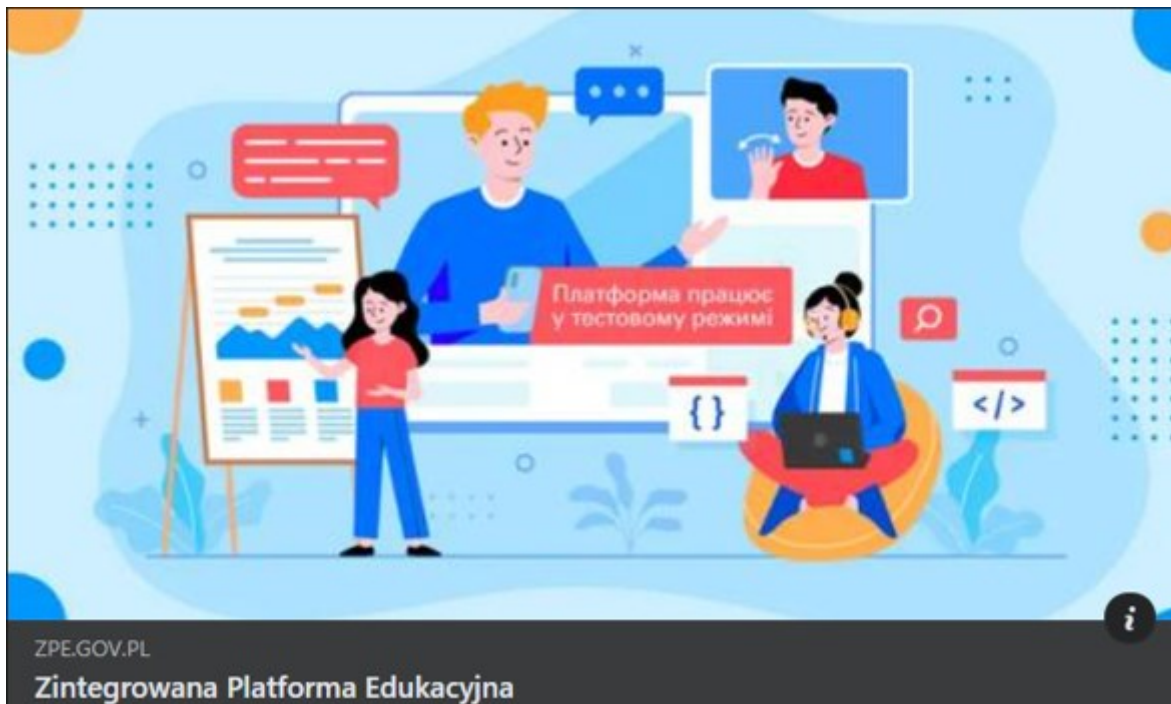 Платформа працює
у тестовому режимі
{ }
</>
ZPE.GOV.PL
Zintegrowana Platforma Edukacyjna